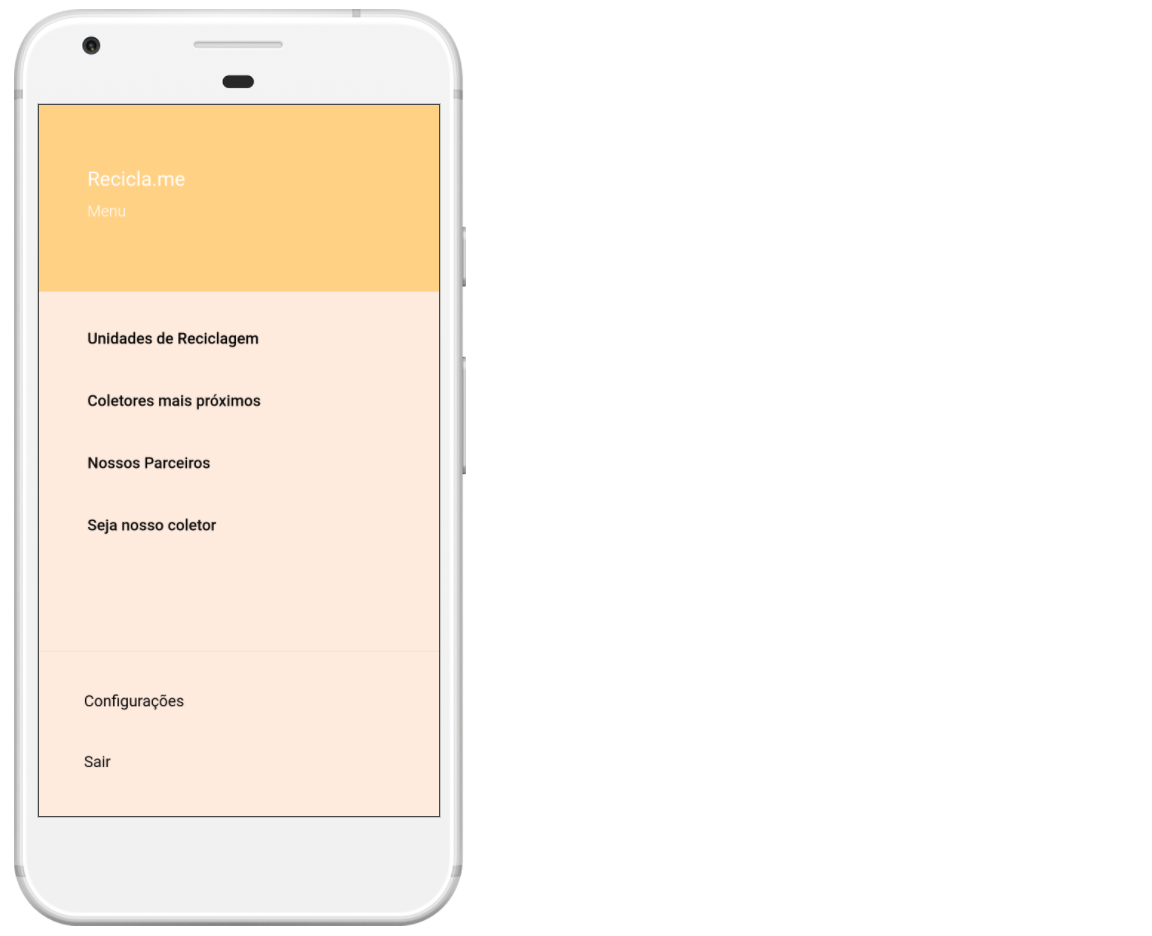 Recicla.me
Menu
Unidades de Reciclagem
Coletores mais próximos
Nossos Parceiros
Seja nosso coletor
Configurações
Sair